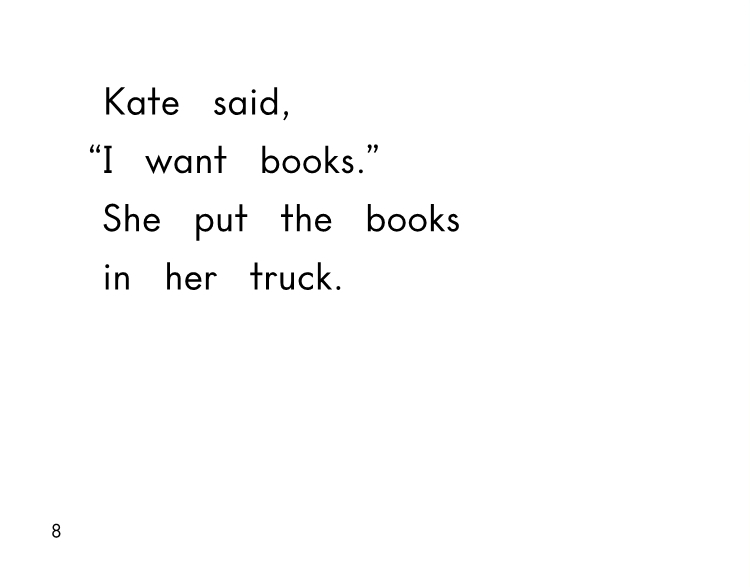 Kate said,
“I want books.”
She put the books
in her truck.
8